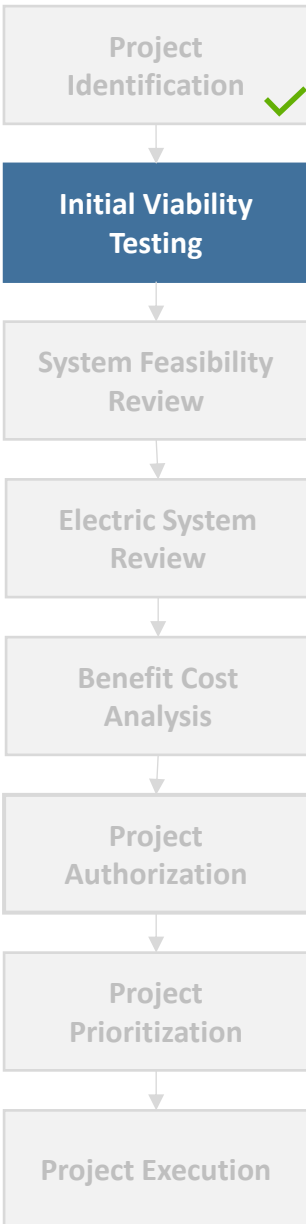 Project
Identification
Initial Viability
Testing
System Feasibility
Review
Electric System
Review
Benefit Cost
Analysis
Project
Authorization
Project
Prioritization
Project Execution